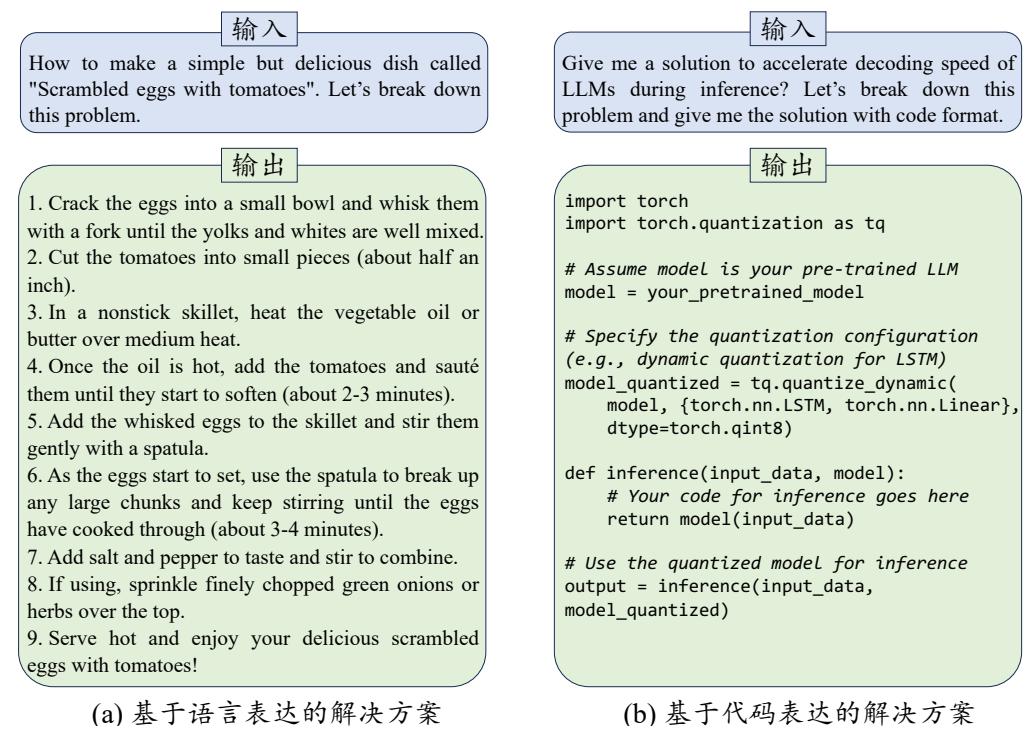 输入
How to make a simple but delicious dish called
"Scrambled eggs with tomatoes". Let's break down
this problem.
输出
1. Crack the eggs into a small bowl and whisk them
with a fork until the yolks and whites are well mixed.
2. Cut the tomatoes into small pieces (about half an
inch).
3. In a nonstick skillet, heat the vegetable oil or
butter over medium heat.
4. Once the oil is hot, add the tomatoes and sauté
them until they start to soften (about 2-3 minutes).
5. Add the whisked eggs to the skillet and stir them
gently with a spatula.
6. As the eggs start to set, use the spatula to break up
any large chunks and keep stirring until the eggs
have cooked through (about 3-4 minutes).
7. Add salt and pepper to taste and stir to combine.
8. If using, sprinkle finely chopped green onions or
herbs over the top.
9. Serve hot and enjoy your delicious scrambled
eggs with tomatoes!
(a) 基于语言表达的解决方案
输入
Give me a solution to accelerate decoding speed of
LLMs during inference? Let's break down this
problem and give me the solution with code format.
输出
import torch
import torch.quantization as tq
# Assume model is your pre-trained LLM
model = your_pretrained_model
# Specify the quantization configuration
(e.g., dynamic quantization for LSTM)
model_quantized = tq.quantize_dynamic(
    model, {torch.nn.LSTM, torch.nn.Linear},
    dtype=torch.qint8)
def inference(input_data, model):
    # Your code for inference goes here
    return model(input_data)
# Use the quantized model for inference
output = inference(input_data,
model_quantized)
(b) 基于代码表达的解决方案